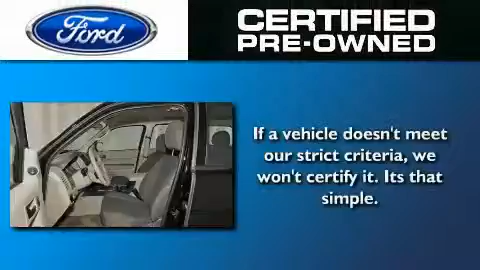 Ford
CERTIFIED
PRE-OWNED
If a vehicle doesn't meet
our strict criteria, we
won't certify it. Its that
simple.